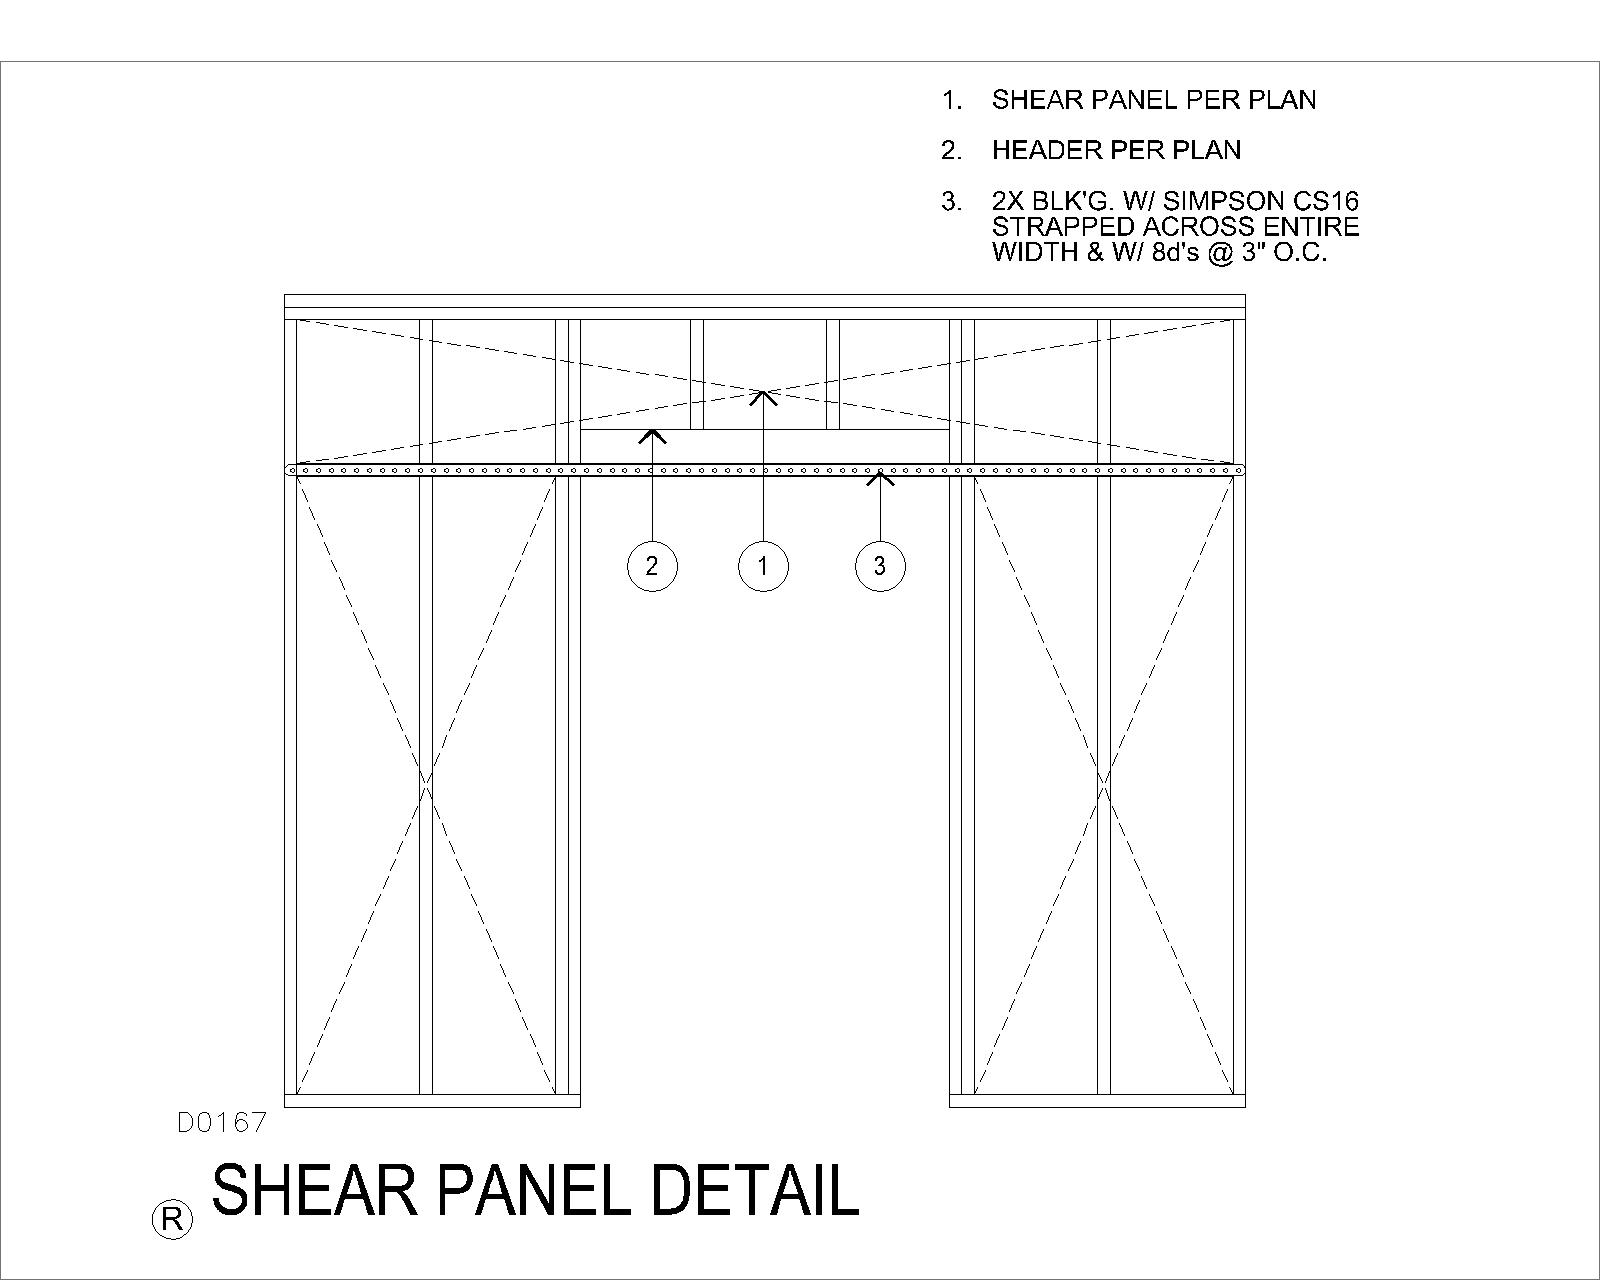 1. SHEAR PANEL PER PLAN
2. HEADER PER PLAN
3. 2X BLK'G. W/ SIMPSON CS16
STRAPPED ACROSS ENTIRE
WIDTH & W/ 8d's @ 3" O.C.
2 1 3
D0167
SHEAR PANEL DETAIL
R